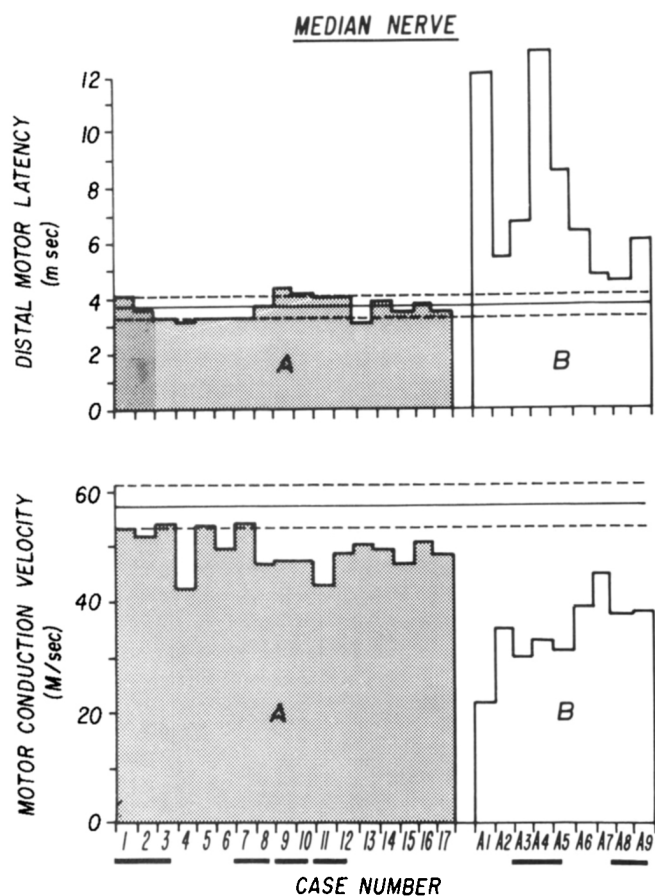 MEDIAN NERVE
DISTAL MOTOR LATENCY
(m sec)
12
10
8
6
4
2
0
A
B
MOTOR CONDUCTION VELOCITY
(M/sec)
60
40
20
0
A
B
1 2 3 4 5 6 7 8 9 10 11 12 13 14 15 16 17 A1 A2 A3 A4 A5 A6 A7 A8 A9
CASE NUMBER